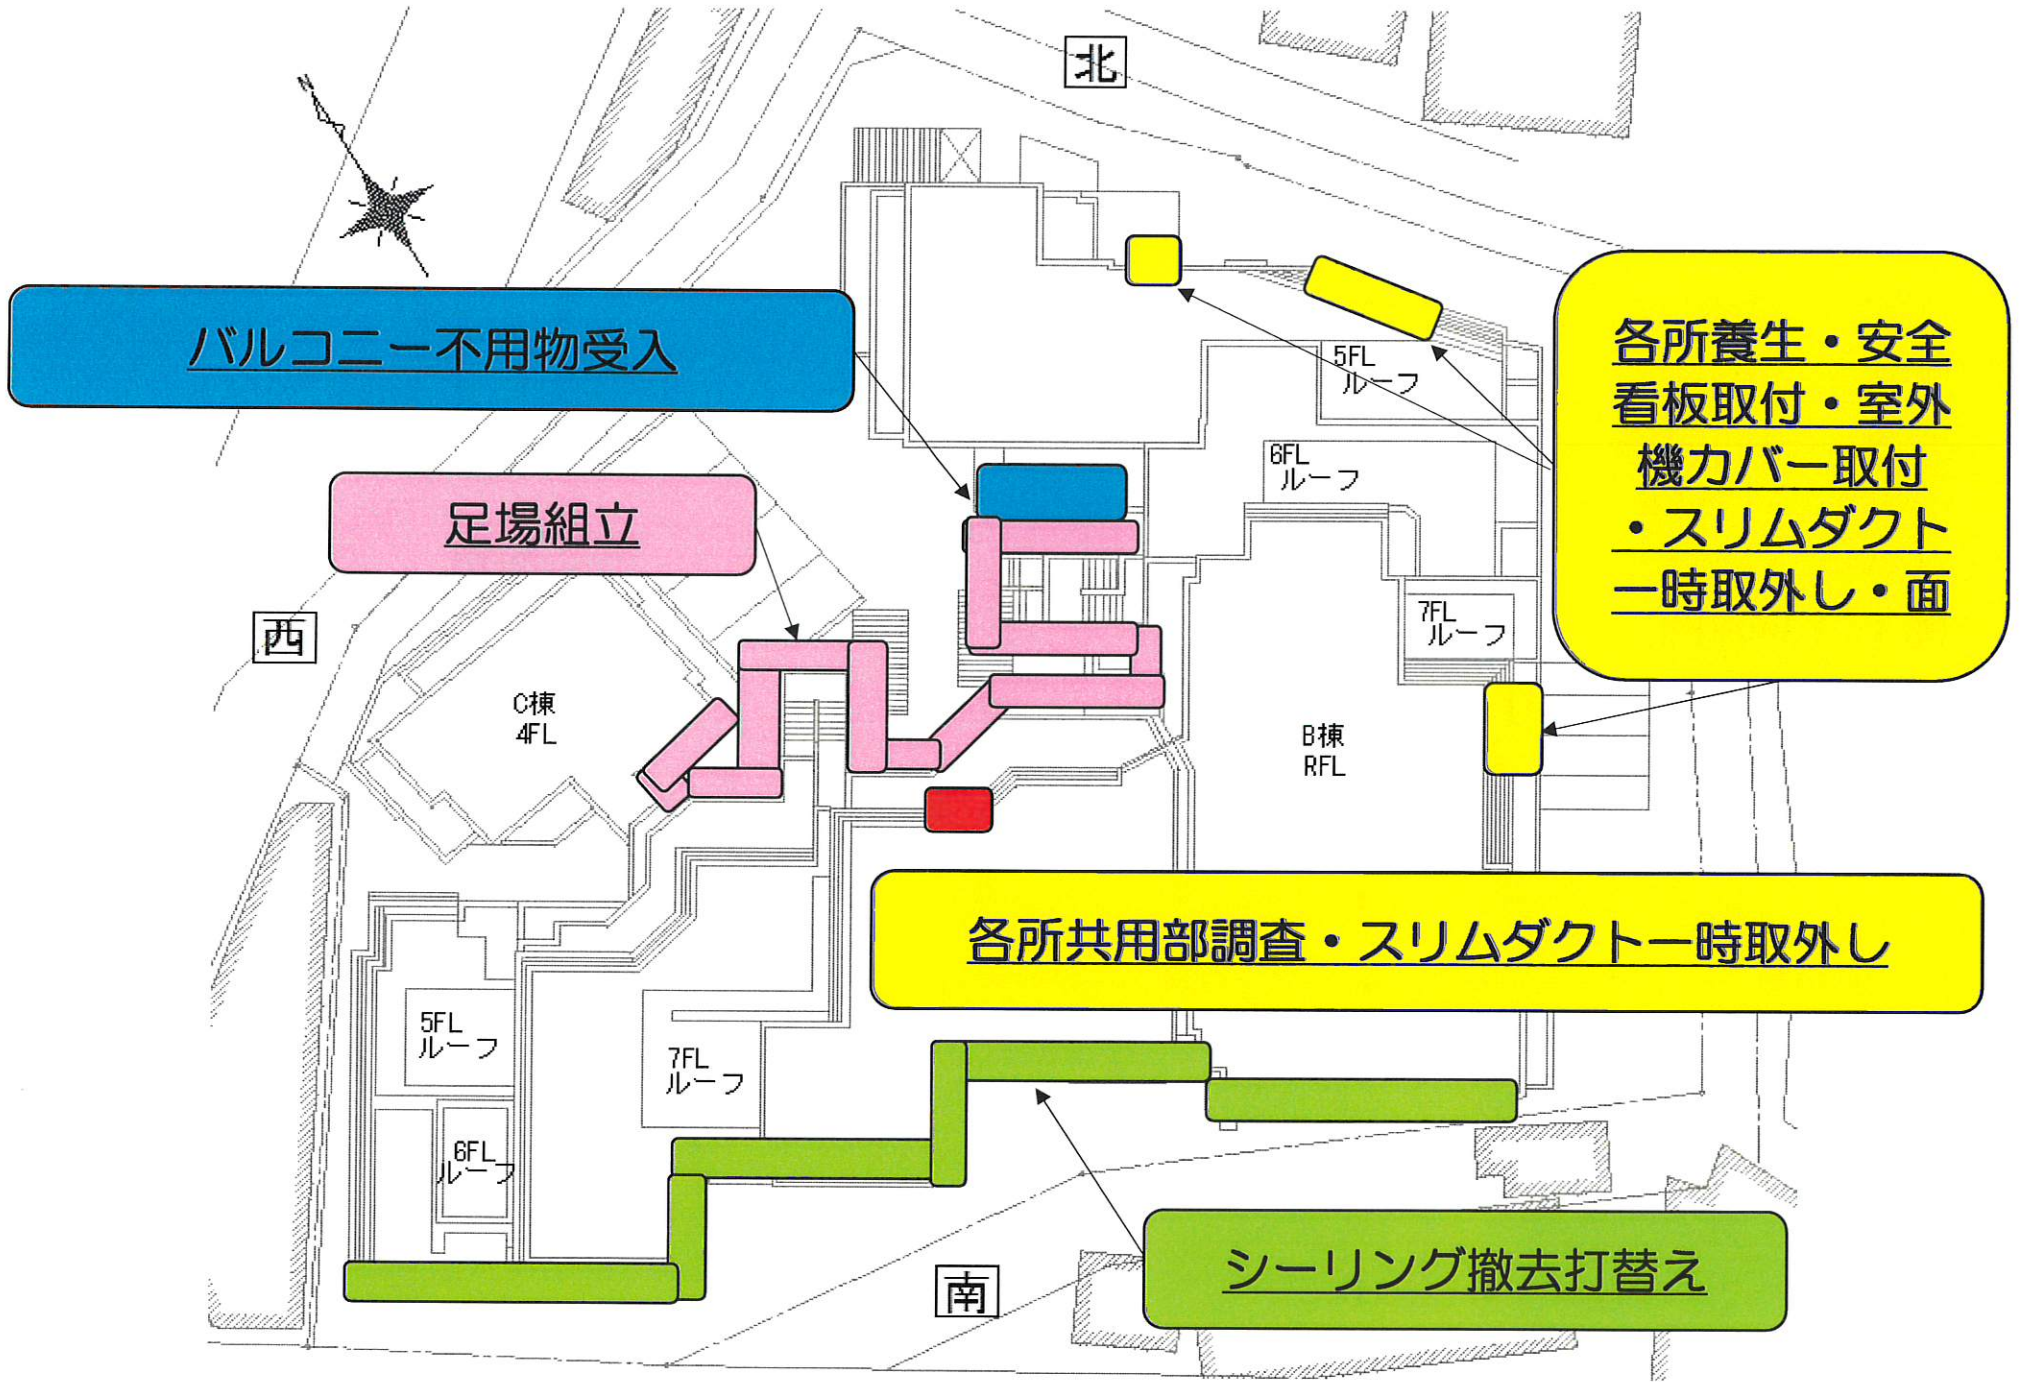 北
N
バルコニー不用物受入
各所養生・安全
看板取付・室外
機カバー取付
・スリムダクト
一時取外し・面
5FL
ルーフ
6FL
ルーフ
足場組立
7FL
ルーフ
西
C棟
4FL
B棟
RFL
各所共用部調査・スリムダクト一時取外し
5FL
ルーフ
7FL
ルーフ
6FL
ルーフ
シーリング撤去打替え
南